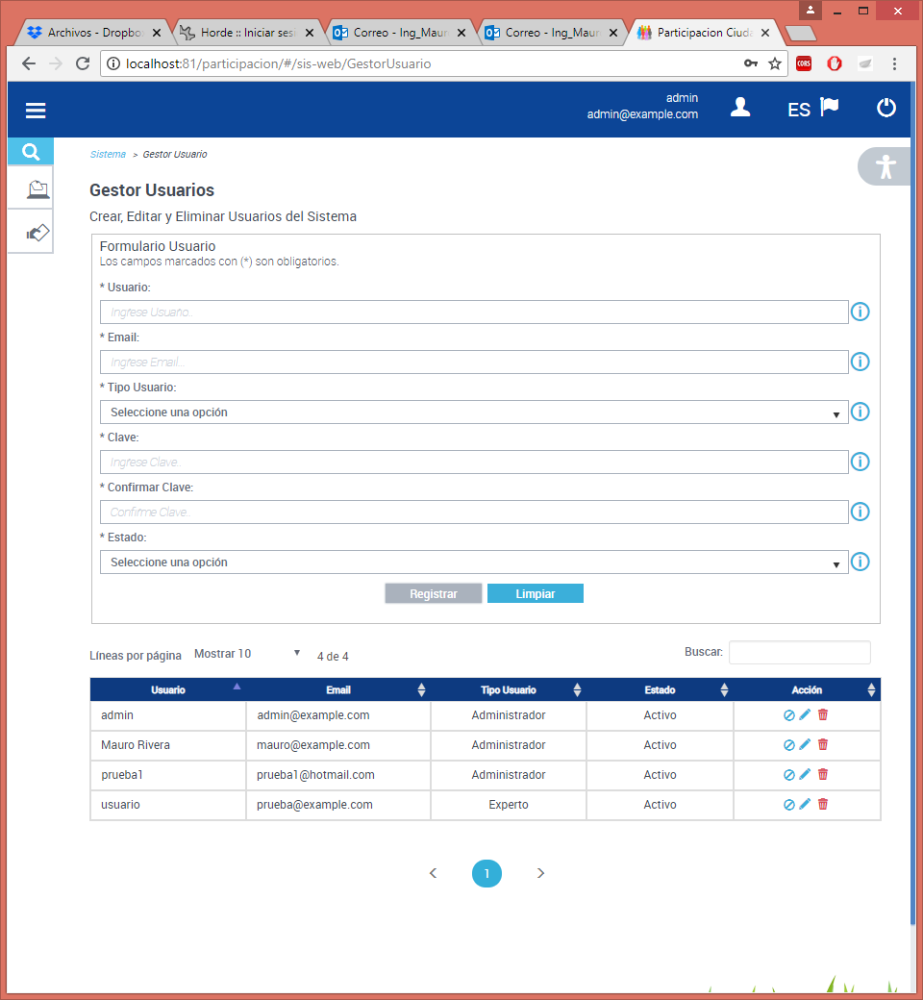 Archivos - Dropbo
Horde :: Iniciar sesi
Correo - Ing_Mau
Correo - Ing_Mau
Participacion Ciuda
localhost:81/participacion/#/sis-web/GestorUsuario
CORS
admin
admin@example.com
ES
Sistema > Gestor Usuario
Gestor Usuarios
Crear, Editar y Eliminar Usuarios del Sistema
Formulario Usuario
Los campos marcados con (*) son obligatorios.
* Usuario:
Ingrese Usuario..
* Email:
Ingrese Email...
* Tipo Usuario:
Seleccione una opción
* Clave:
Ingrese Clave..
* Confirmar Clave:
Confirme Clave..
* Estado:
Seleccione una opción
Registrar Limpiar
Líneas por página Mostrar 10 4 de 4 Buscar:
Usuario Email Tipo Usuario Estado Acción
admin admin@example.com Administrador Activo
Mauro Rivera mauro@example.com Administrador Activo
prueba1 prueba1@hotmail.com Administrador Activo
usuario prueba@example.com Experto Activo
< 1 >